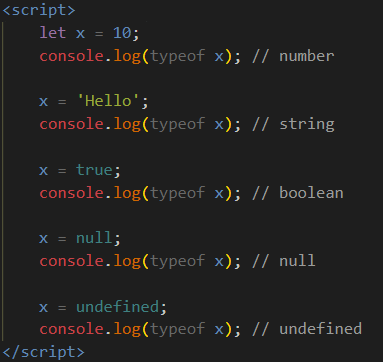 <script>
let x = 10;
console.log(typeof x); // number
x = 'Hello';
console.log(typeof x); // string
x = true;
console.log(typeof x); // boolean
x = null;
console.log(typeof x); // null
x = undefined;
console.log(typeof x); // undefined
</script>